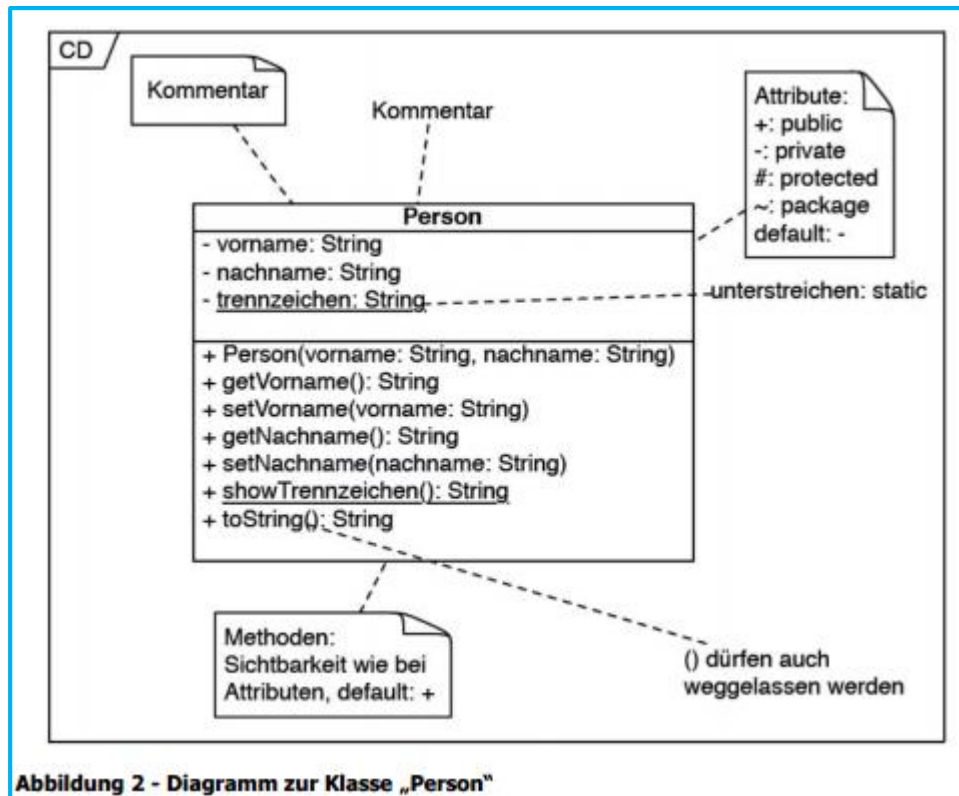 CD
Kommentar
Kommentar
Attribute:
+: public
-: private
#: protected
~: package
default: -
Person
- vorname: String
- nachname: String
- trennzeichen: String
unterstreichen: static
+ Person(vorname: String, nachname: String)
+ getVorname(): String
+ setVorname(vorname: String)
+ getNachname(): String
+ setNachname(nachname: String)
+ showTrennzeichen(): String
+ toString(): String
Methoden:
Sichtbarkeit wie bei
Attributen, default: +
() dürfen auch
weggelassen werden
Abbildung 2 - Diagramm zur Klasse „Person“